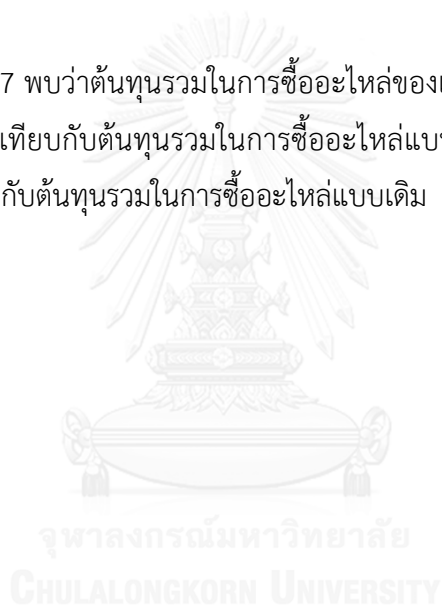 7 พบว่าต้นทุนรวมในการซื้ออะไหล่ของ
เทียบกับต้นทุนรวมในการซื้ออะไหล่แบบ
กับต้นทุนรวมในการซื้ออะไหล่แบบเดิม
จุฬาลงกรณ์มหาวิทยาลัย
CHULALONGKORN UNIVERSITY